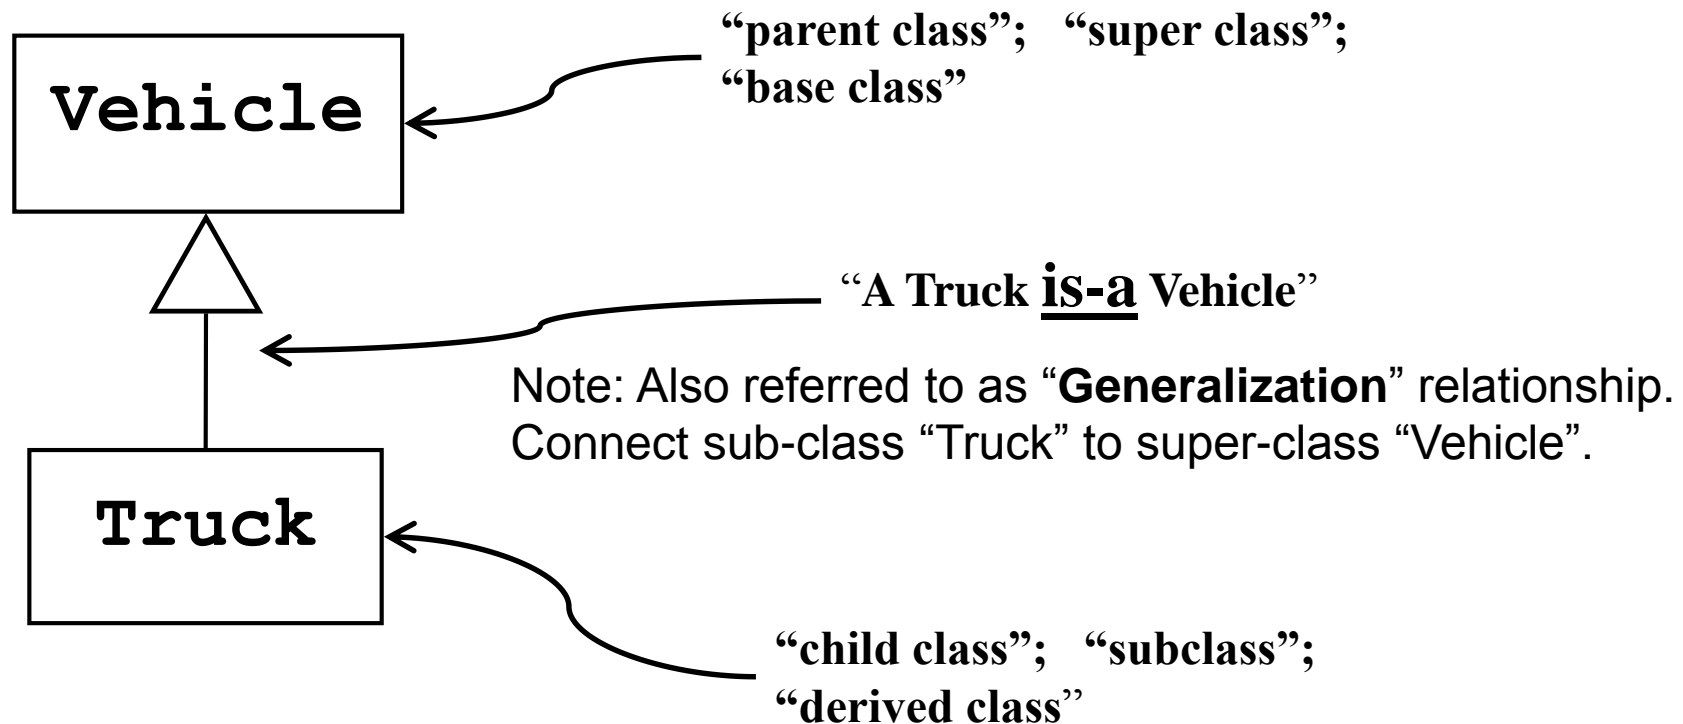 Vehicle
“parent class”; “super class”;
“base class”
“A Truck is-a Vehicle”
Note: Also referred to as “Generalization” relationship.
Connect sub-class “Truck” to super-class “Vehicle”.
Truck
“child class”; “subclass”;
“derived class”